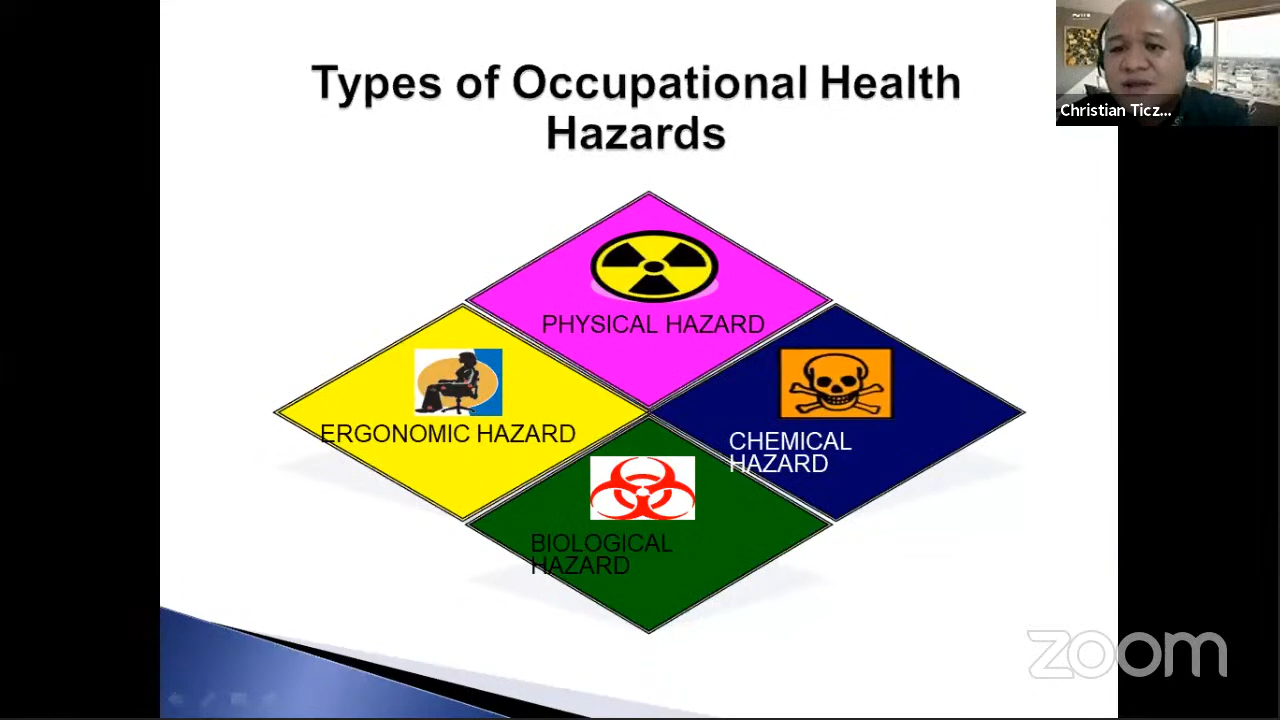 Types of Occupational Health
Hazards
Christian Ticz...
PHYSICAL HAZARD
ERGONOMIC HAZARD
CHEMICAL
HAZARD
BIOLOGICAL
HAZARD
zoom